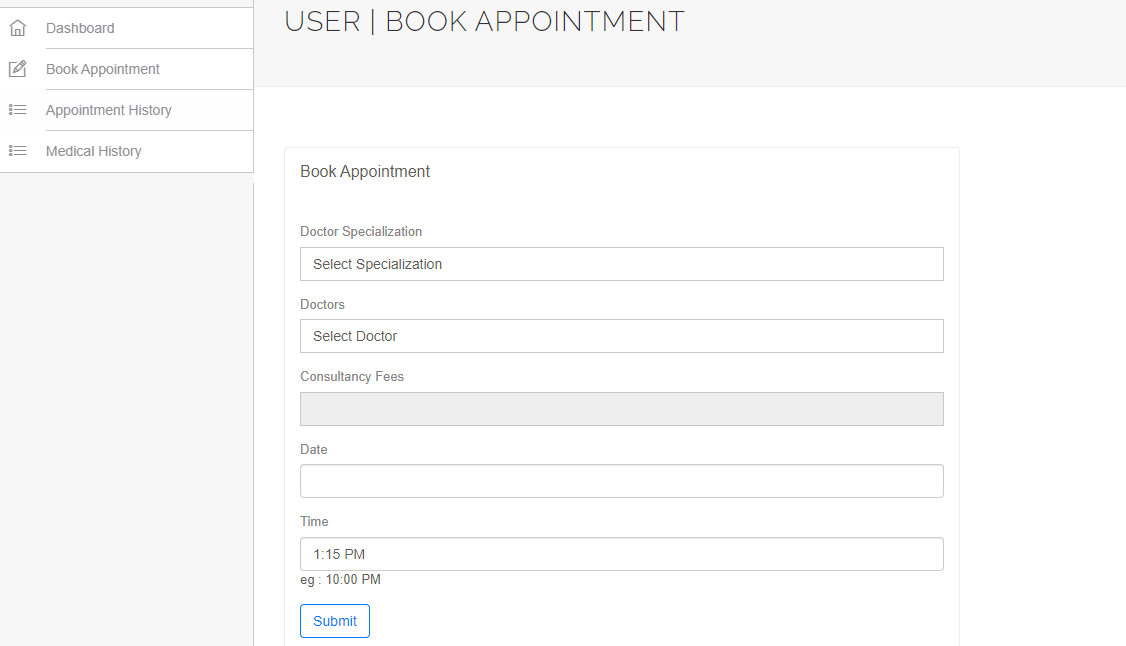 USER | BOOK APPOINTMENT
Dashboard
Book Appointment
Appointment History
Medical History
Book Appointment
Doctor Specialization
Select Specialization
Doctors
Select Doctor
Consultancy Fees
Date
Time
1:15 PM
eg : 10:00 PM
Submit